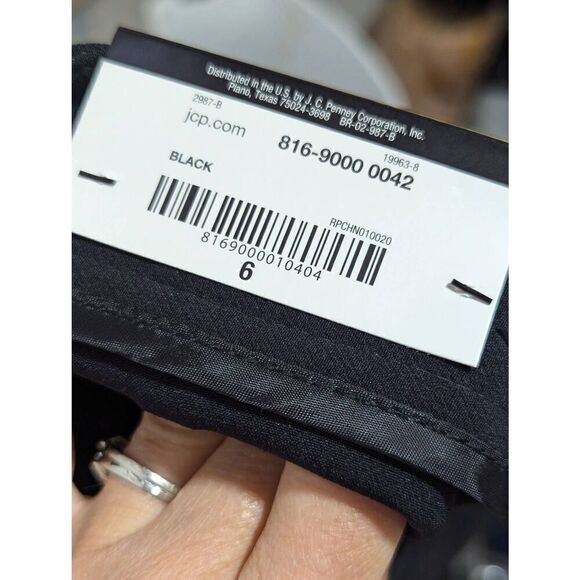 Distributed in the U.S. by J. C. Penney Corporation, Inc.
Plano, Texas 75024-3698 BR-02-987-B
2987-B
19963-8
jcp.com
816-9000 0042
BLACK
RPCHN010020
8169000010404
6